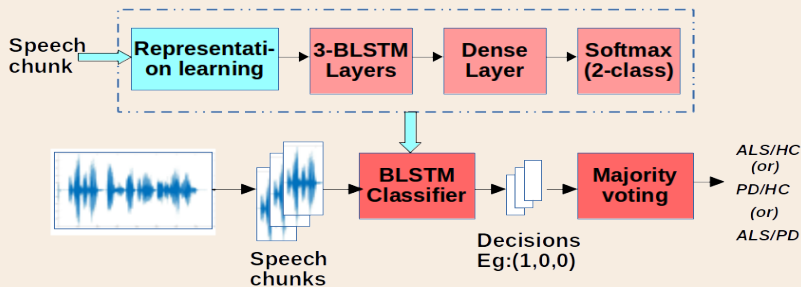 Speech
chunk
Representati-
on learning
3-BLSTM
Layers
Dense
Layer
Softmax
(2-class)
Speech
chunks
BLSTM
Classifier
Decisions
Eg:(1,0,0)
Majority
voting
ALS/HC
(or)
PD/HC
(or)
ALS/PD